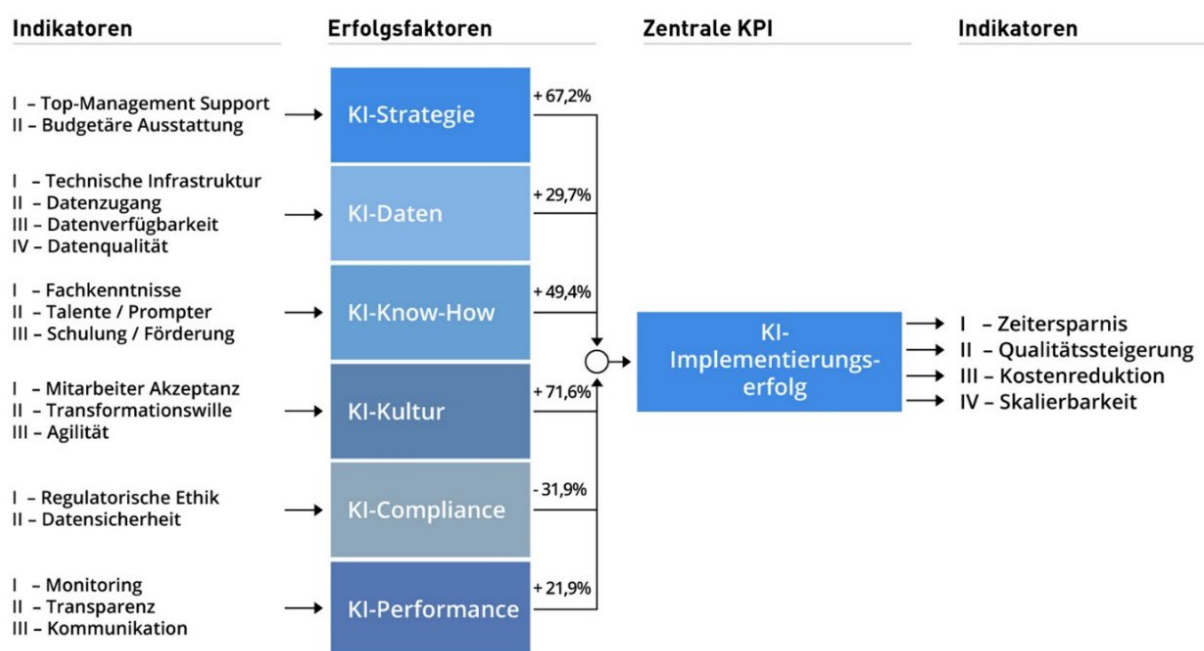 Indikatoren
Erfolgsfaktoren
Zentrale KPI
Indikatoren
I – Top-Management Support
II – Budgetäre Ausstattung
KI-Strategie
+ 67,2%
I – Technische Infrastruktur
II – Datenzugang
III – Datenverfügbarkeit
IV – Datenqualität
KI-Daten
+ 29,7%
I – Fachkenntnisse
II – Talente / Prompter
III – Schulung / Förderung
KI-Know-How
+ 49,4%
I – Mitarbeiter Akzeptanz
II – Transformationswille
III – Agilität
KI-Kultur
+ 71,6%
I – Regulatorische Ethik
II – Datensicherheit
KI-Compliance
- 31,9%
I – Monitoring
II – Transparenz
III – Kommunikation
KI-Performance
+ 21,9%
KI-
Implementierungs-
erfolg
I – Zeitersparnis
II – Qualitätssteigerung
III – Kostenreduktion
IV – Skalierbarkeit